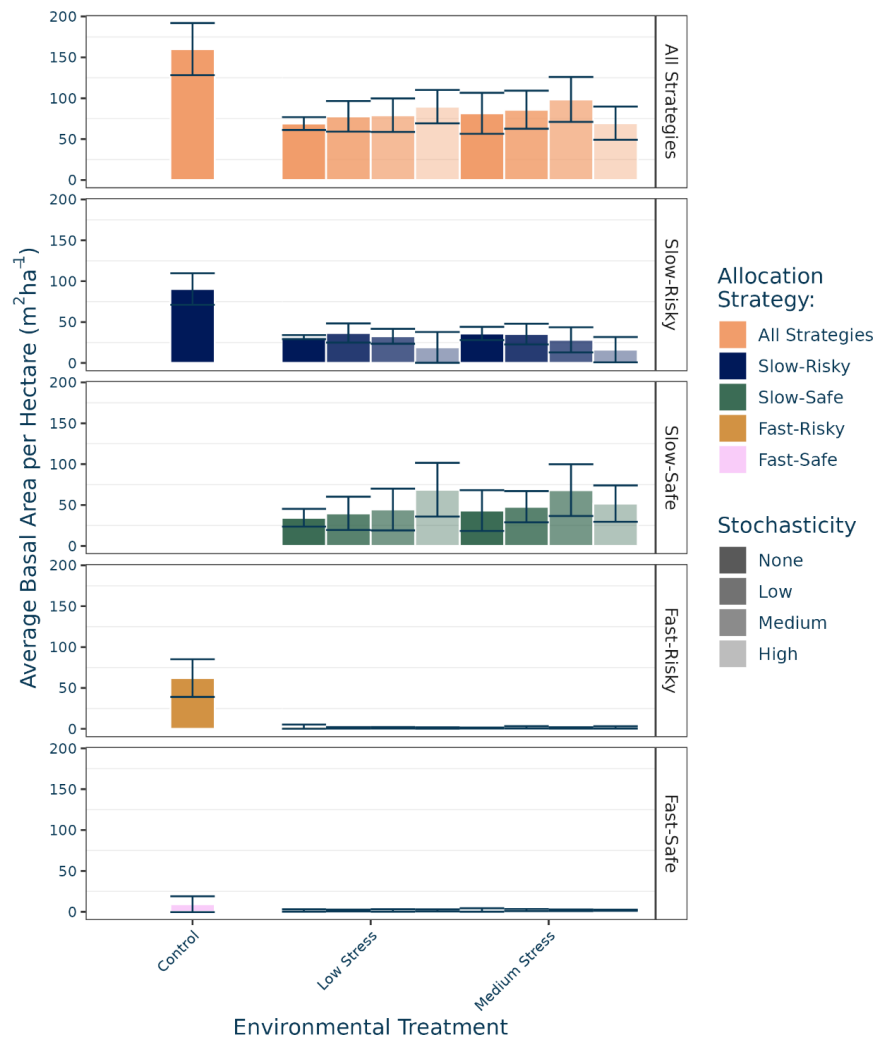 200
150
100
50
0
All Strategies
200
150
100
50
0
Slow-Risky
200
150
100
50
0
Slow-Safe
200
150
100
50
0
Fast-Risky
200
150
100
50
0
Fast-Safe
Average Basal Area per Hectare (m²ha⁻¹)
Control
Low Stress
Medium Stress
Environmental Treatment
Allocation
Strategy:
All Strategies
Slow-Risky
Slow-Safe
Fast-Risky
Fast-Safe
Stochasticity
None
Low
Medium
High